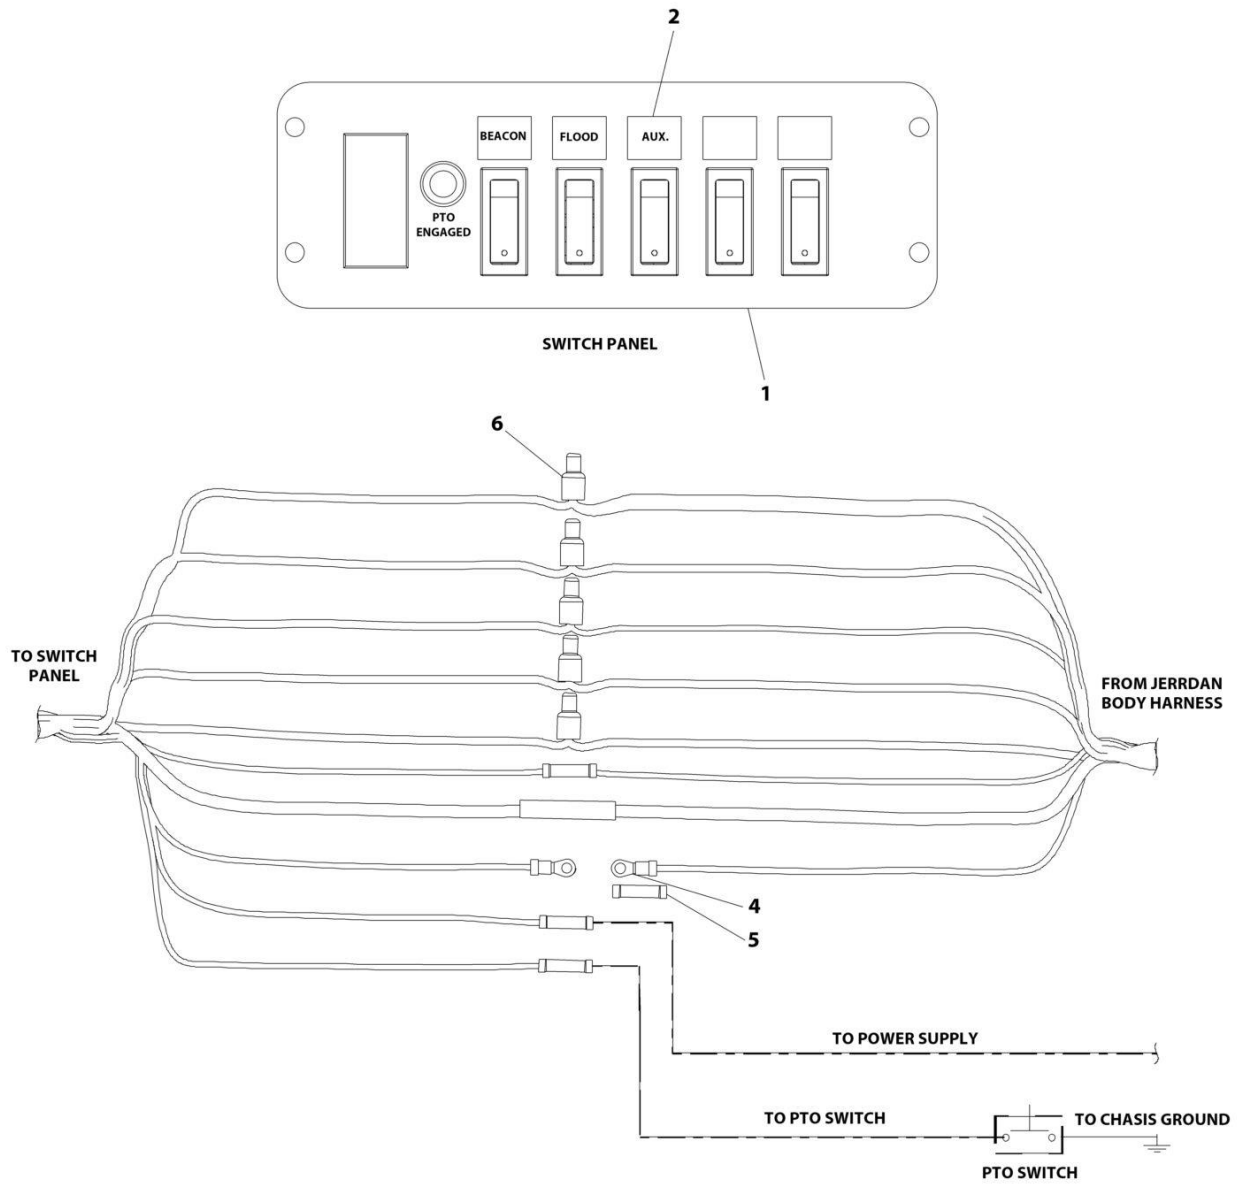 2
BEACON
FLOOD
AUX.
PTO
ENGAGED
SWITCH PANEL
1
6
TO SWITCH
PANEL
FROM JERRDAN
BODY HARNESS
4
5
TO POWER SUPPLY
TO PTO SWITCH
TO CHASIS GROUND
PTO SWITCH